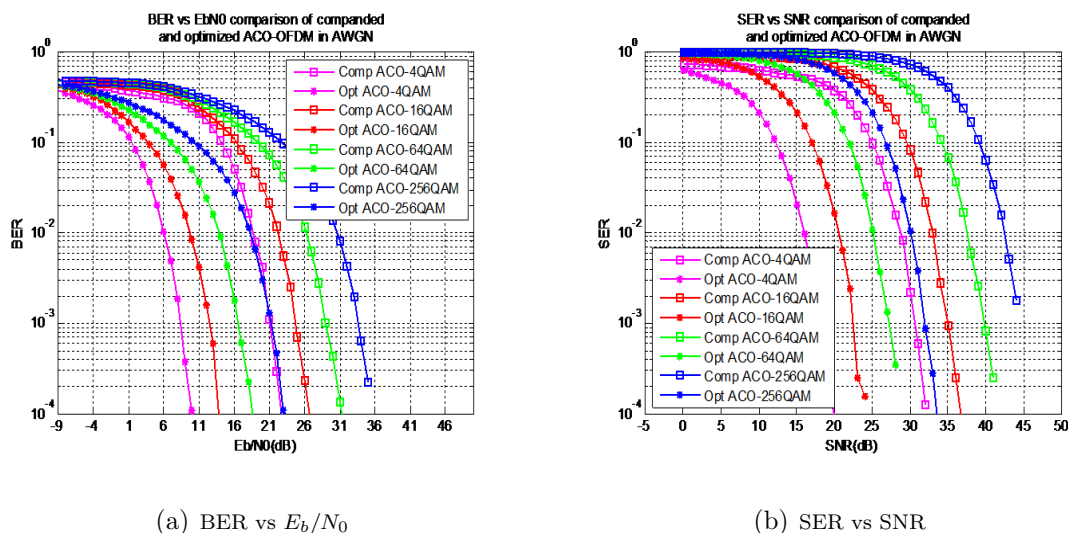 BER vs EbN0 comparison of companded
and optimized ACO-OFDM in AWGN
10^0
10^-1
10^-2
10^-3
10^-4
BER
-9 -4 1 6 11 16 21 26 31 36 41 46
Eb/N0(dB)
Comp ACO-4QAM
Opt ACO-4QAM
Comp ACO-16QAM
Opt ACO-16QAM
Comp ACO-64QAM
Opt ACO-64QAM
Comp ACO-256QAM
Opt ACO-256QAM
(a) BER vs E_b/N_0
SER vs SNR comparison of companded
and optimized ACO-OFDM in AWGN
10^0
10^-1
10^-2
10^-3
10^-4
SER
-5 0 5 10 15 20 25 30 35 40 45 50
SNR(dB)
Comp ACO-4QAM
Opt ACO-4QAM
Comp ACO-16QAM
Opt ACO-16QAM
Comp ACO-64QAM
Opt ACO-64QAM
Comp ACO-256QAM
Opt ACO-256QAM
(b) SER vs SNR